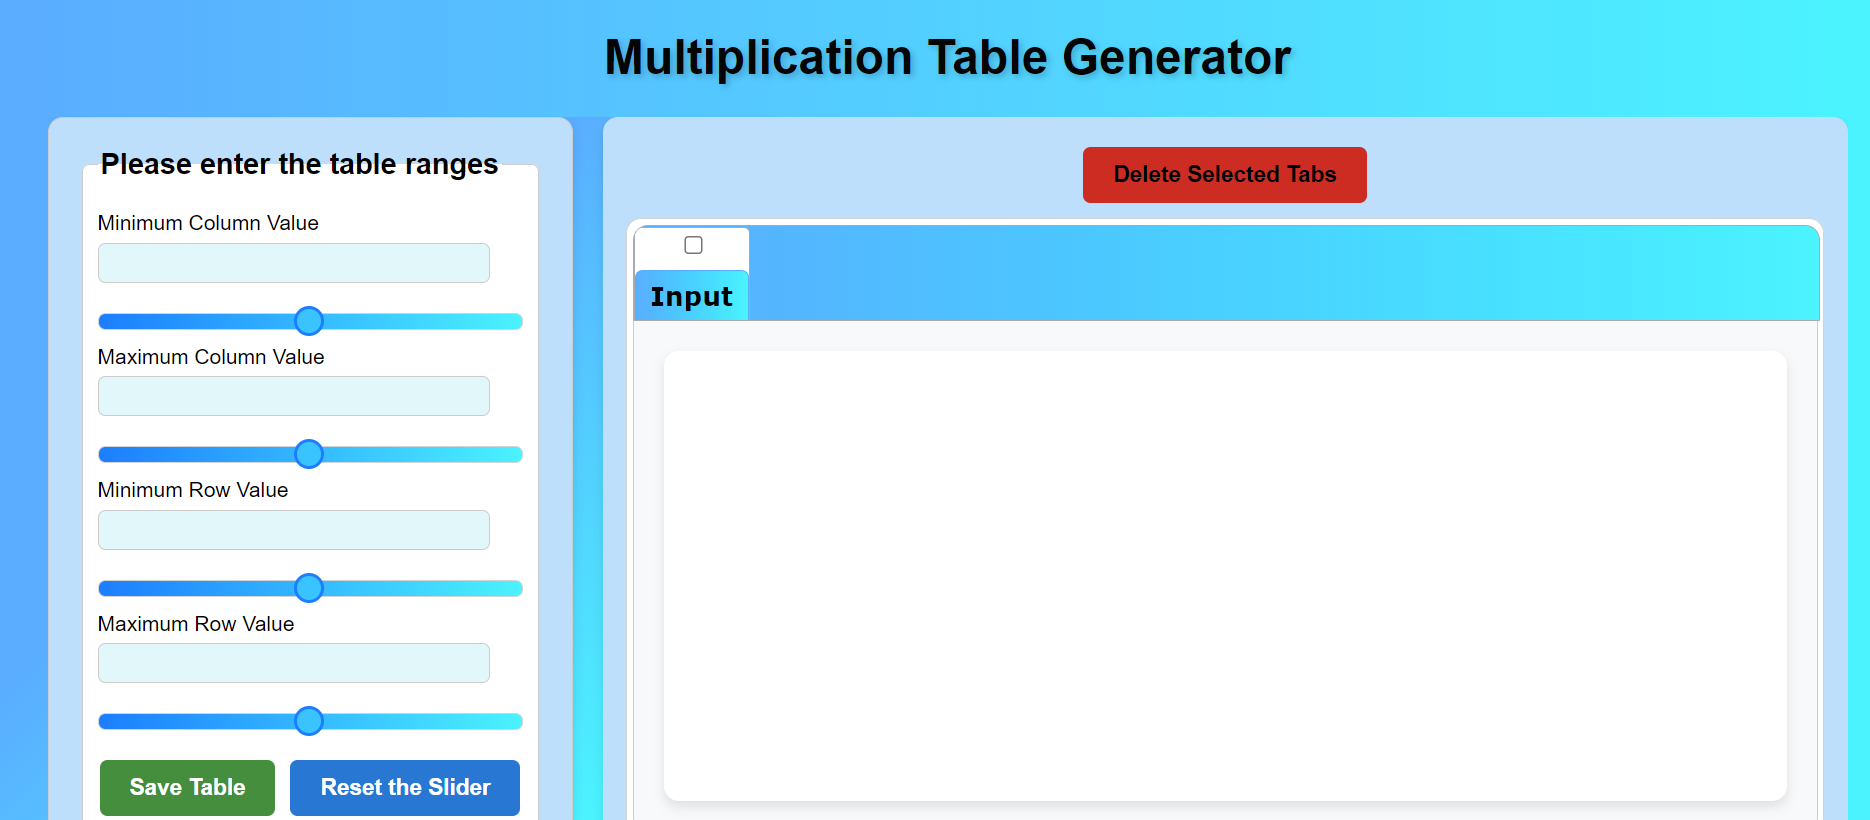 Multiplication Table Generator
Please enter the table ranges
Minimum Column Value
Maximum Column Value
Minimum Row Value
Maximum Row Value
Save Table
Reset the Slider
Delete Selected Tabs
Input